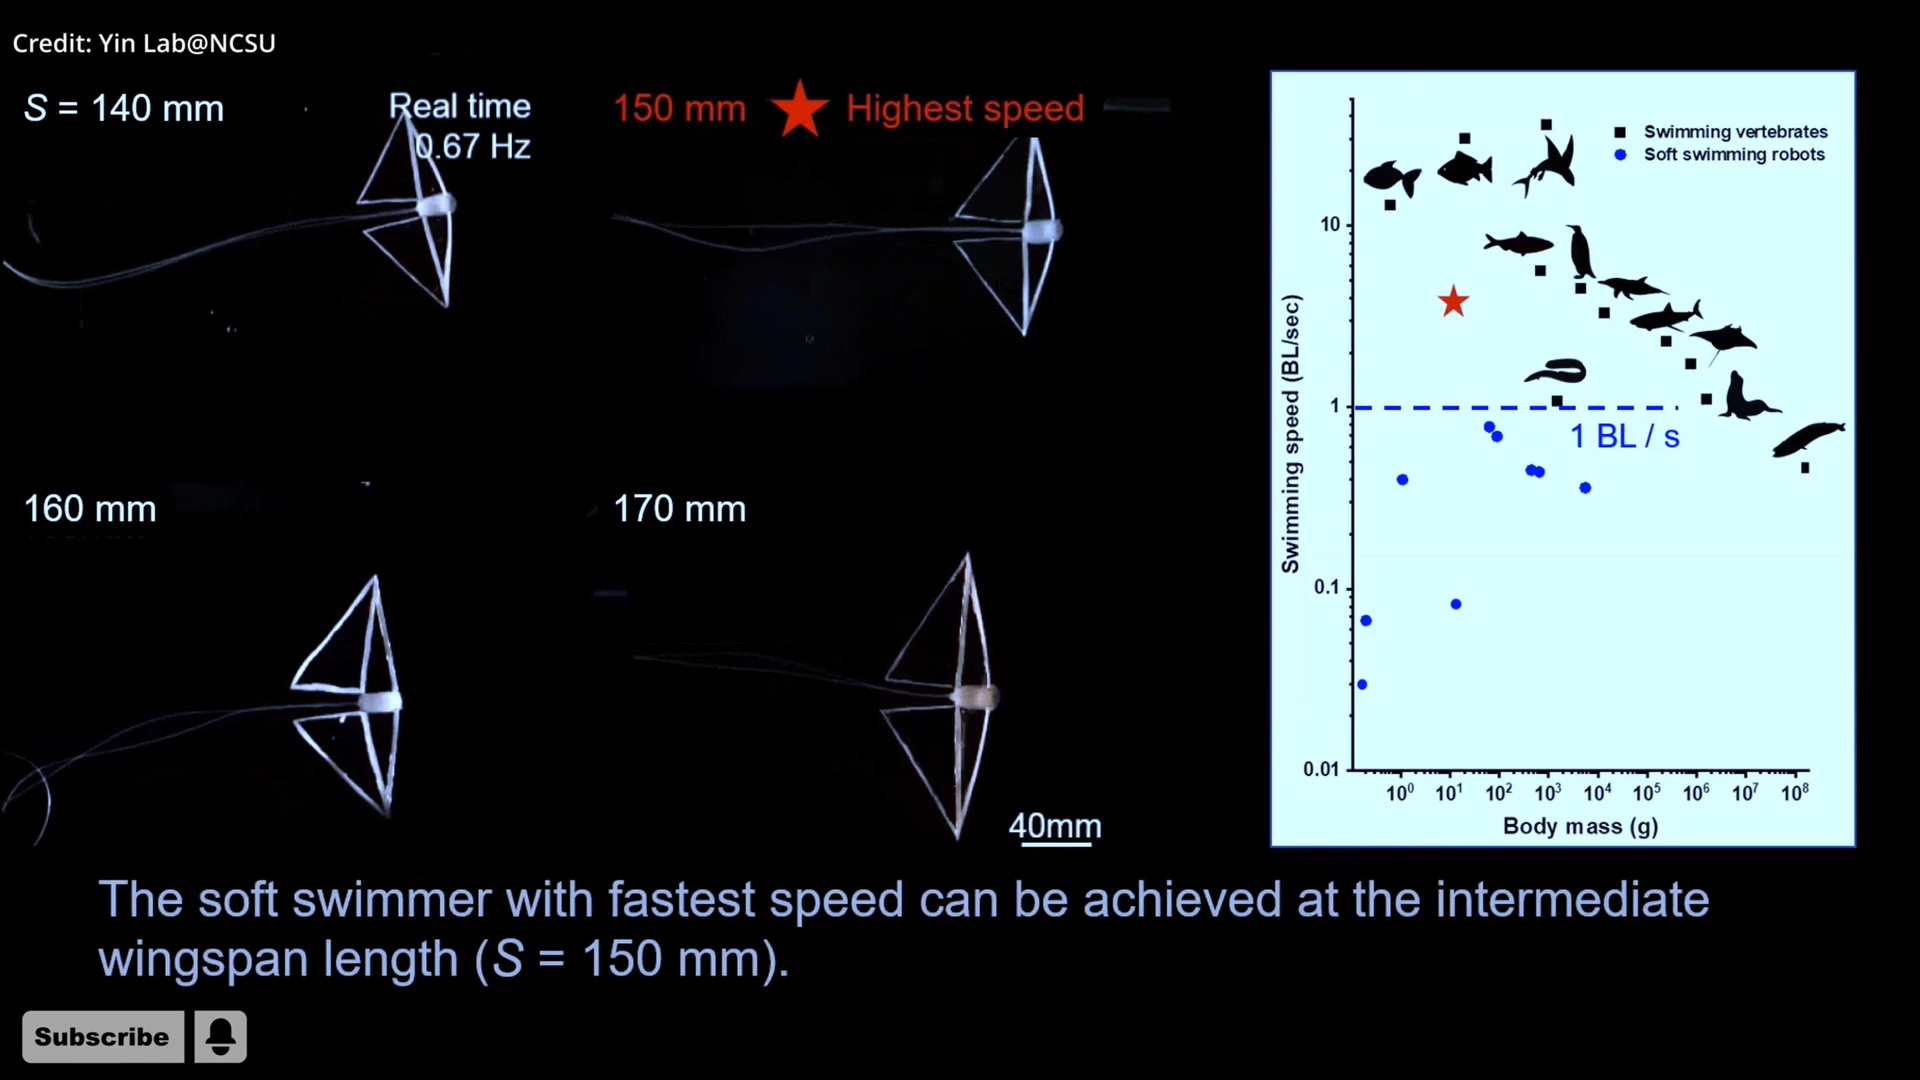 Credit: Yin Lab@NCSU
S = 140 mm
Real time
0.67 Hz
150 mm
Highest speed
160 mm
170 mm
40mm
Swimming vertebrates
Soft swimming robots
Swimming speed (BL/sec)
10
1
0.1
0.01
1 BL / s
10⁰ 10¹ 10² 10³ 10⁴ 10⁵ 10⁶ 10⁷ 10⁸
Body mass (g)
The soft swimmer with fastest speed can be achieved at the intermediate
wingspan length (S = 150 mm).
Subscribe